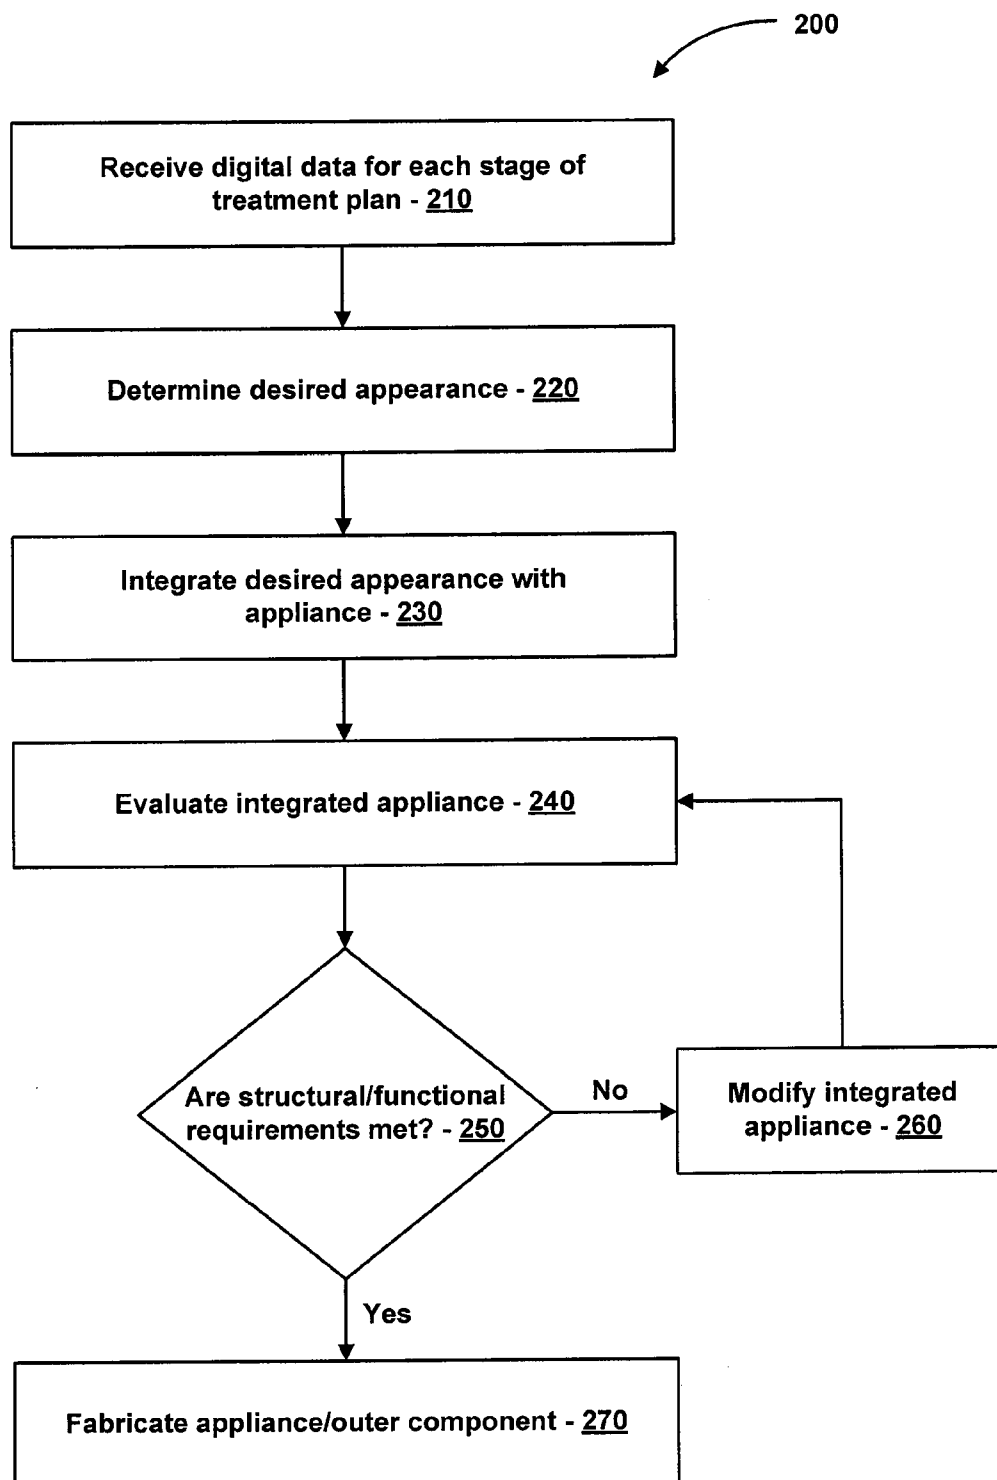 200
Receive digital data for each stage of
treatment plan - 210
Determine desired appearance - 220
Integrate desired appearance with
appliance - 230
Evaluate integrated appliance - 240
Are structural/functional
requirements met? - 250
No
Modify integrated
appliance - 260
Yes
Fabricate appliance/outer component - 270